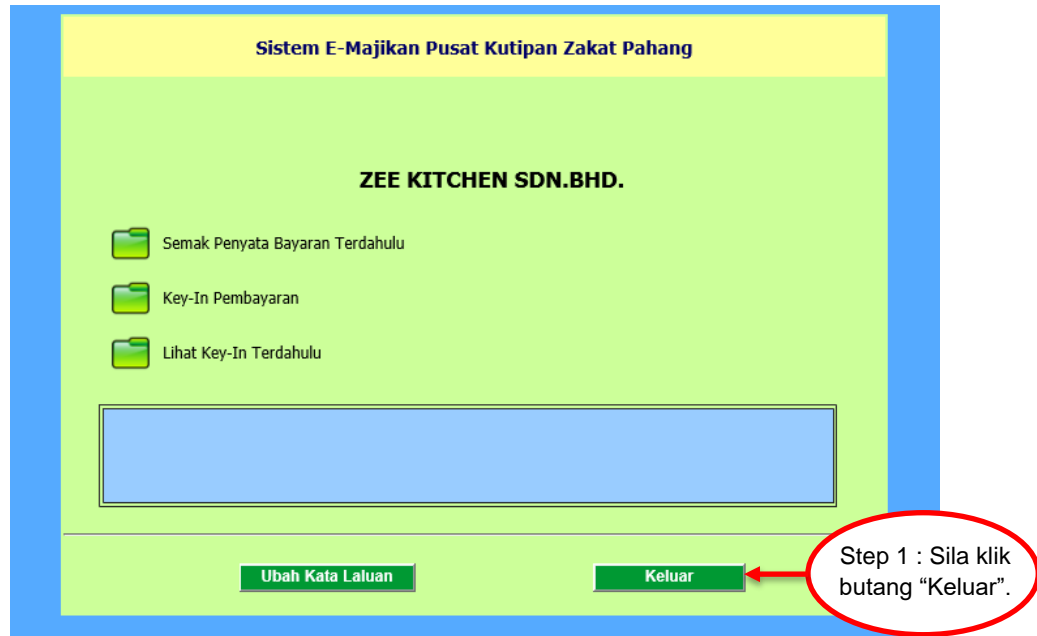 Sistem E-Majikan Pusat Kutipan Zakat Pahang
ZEE KITCHEN SDN.BHD.
Semak Penyata Bayaran Terdahulu
Key-In Pembayaran
Lihat Key-In Terdahulu
Ubah Kata Laluan
Keluar
Step 1 : Sila klik
butang “Keluar”.